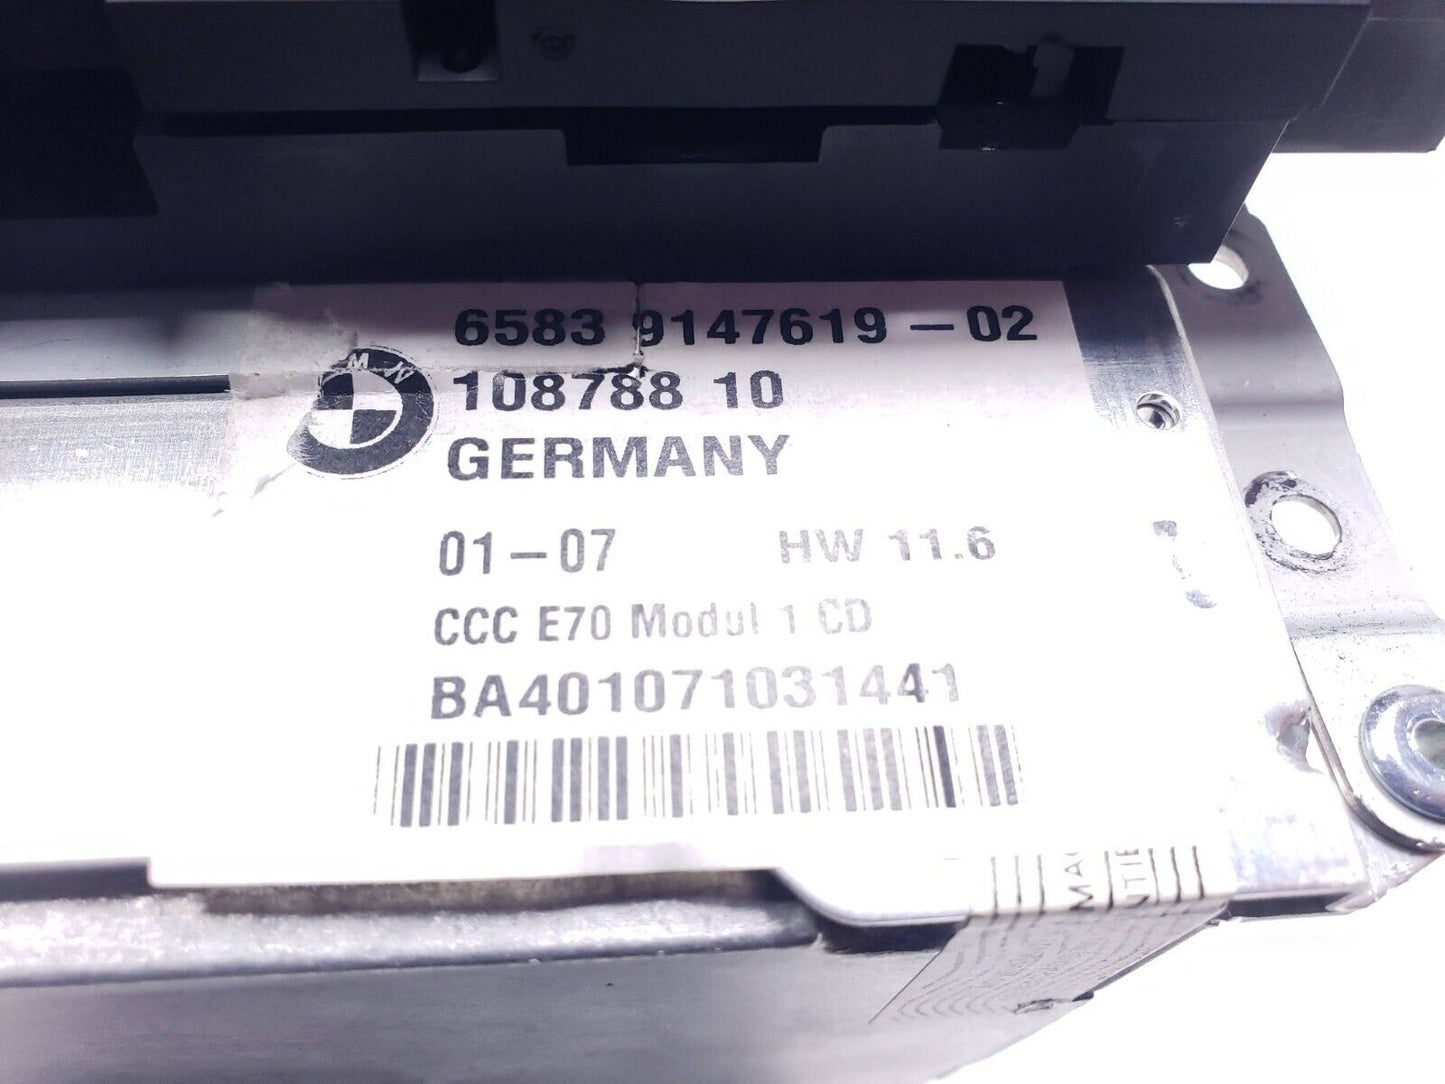 6583 9147619-02
108788 10
GERMANY
01-07 HW 11.6
CCC E70 Modul 1 CD
BA401071031441